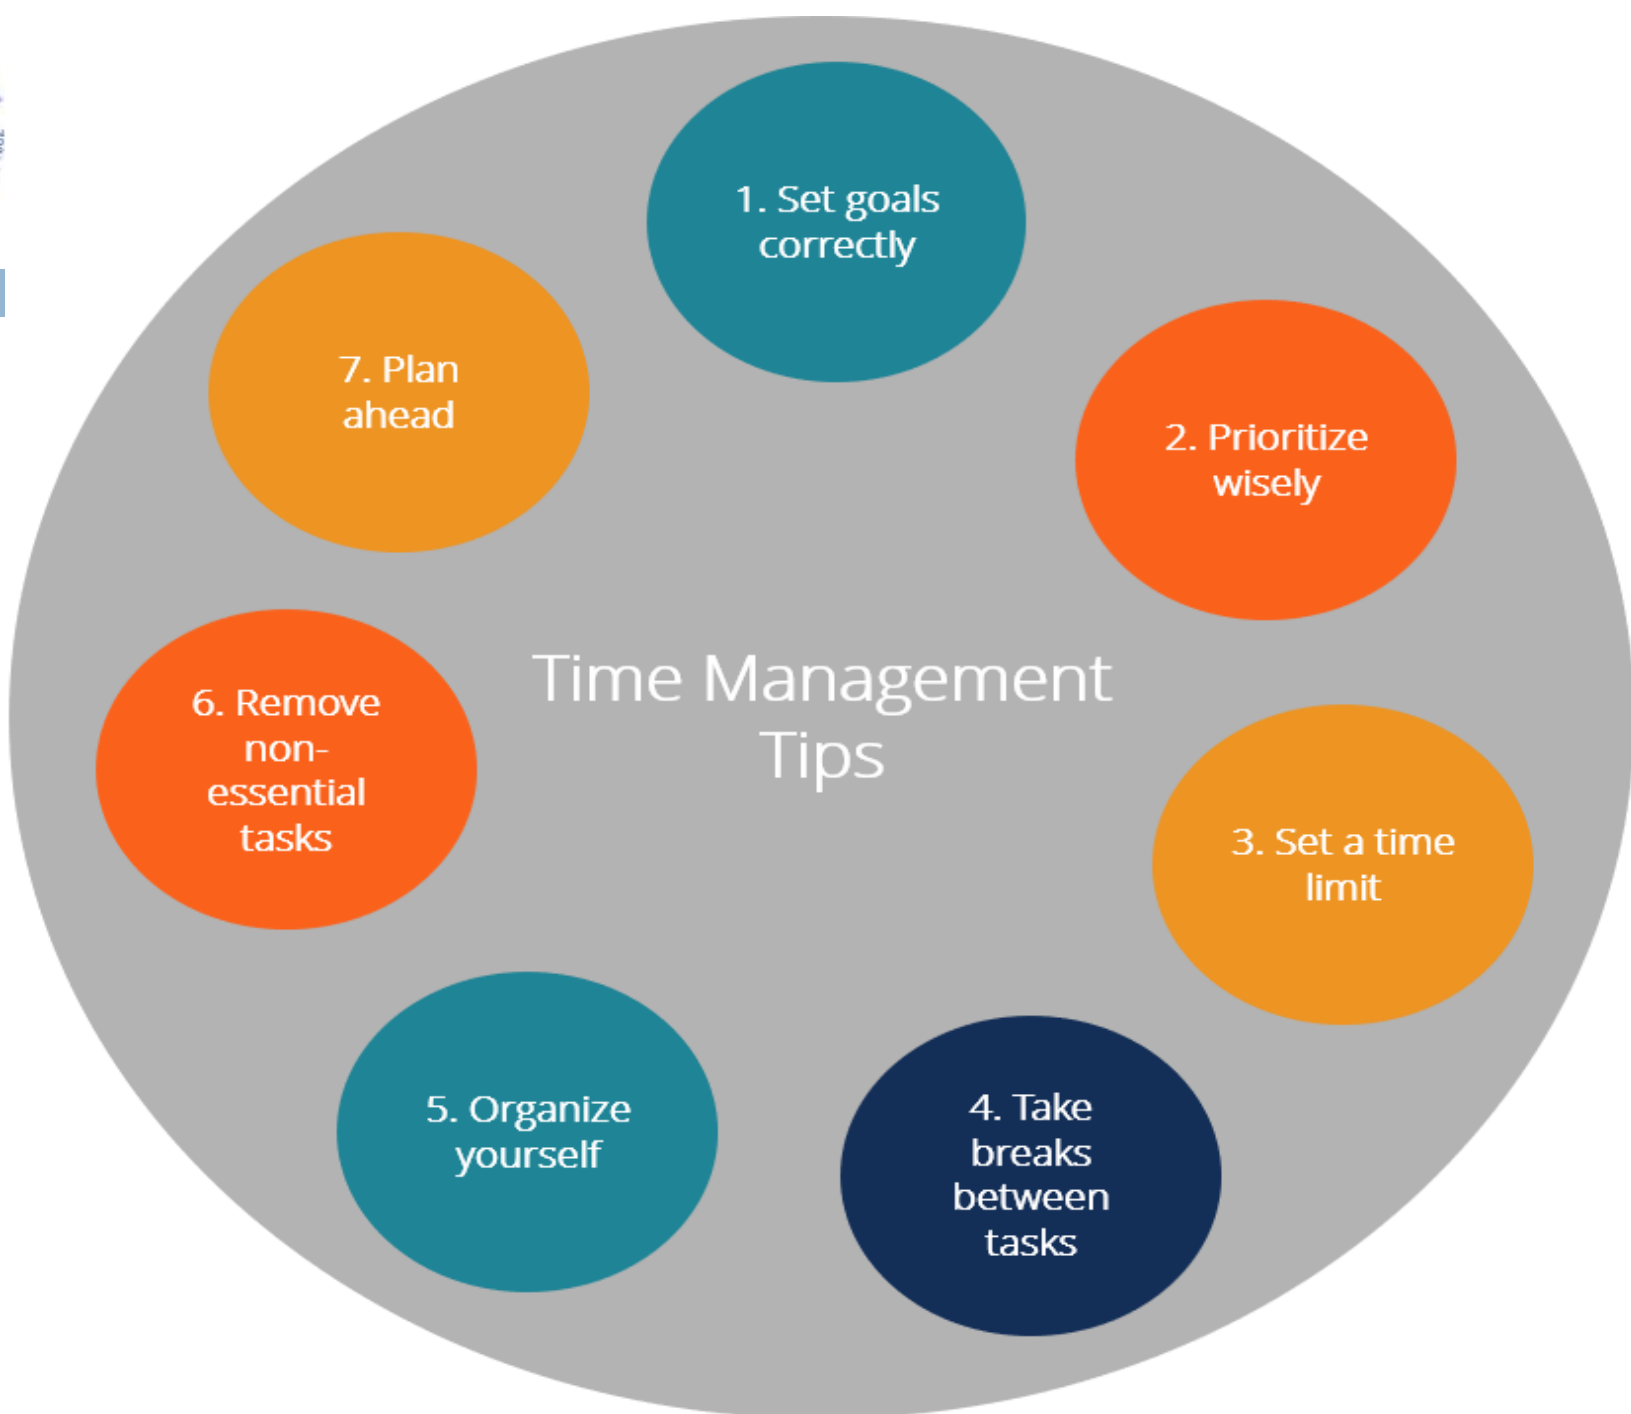 1. Set goals
correctly
2. Prioritize
wisely
3. Set a time
limit
4. Take
breaks
between
tasks
5. Organize
yourself
6. Remove
non-
essential
tasks
7. Plan
ahead
Time Management
Tips